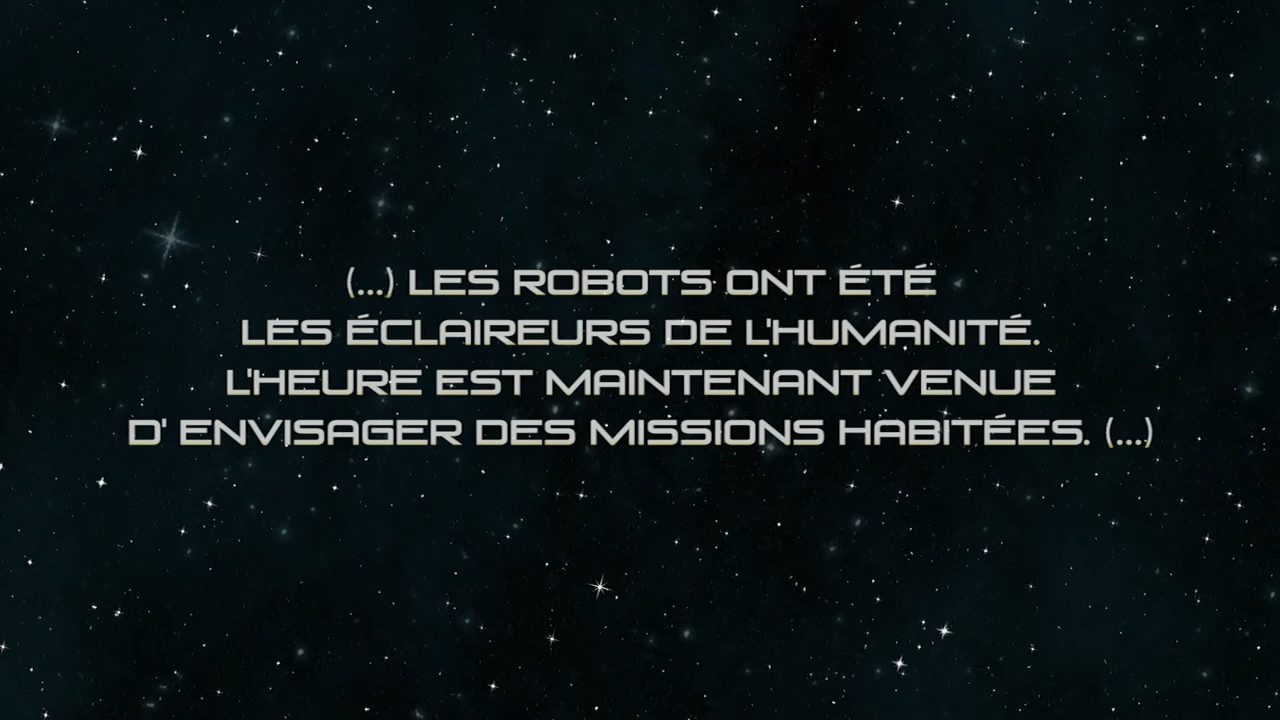 (...) LES ROBOTS ONT ÉTÉ
LES ÉCLAIREURS DE L'HUMANITÉ.
L'HEURE EST MAINTENANT VENUE
D' ENVISAGER DES MISSIONS HABITÉES. (...)